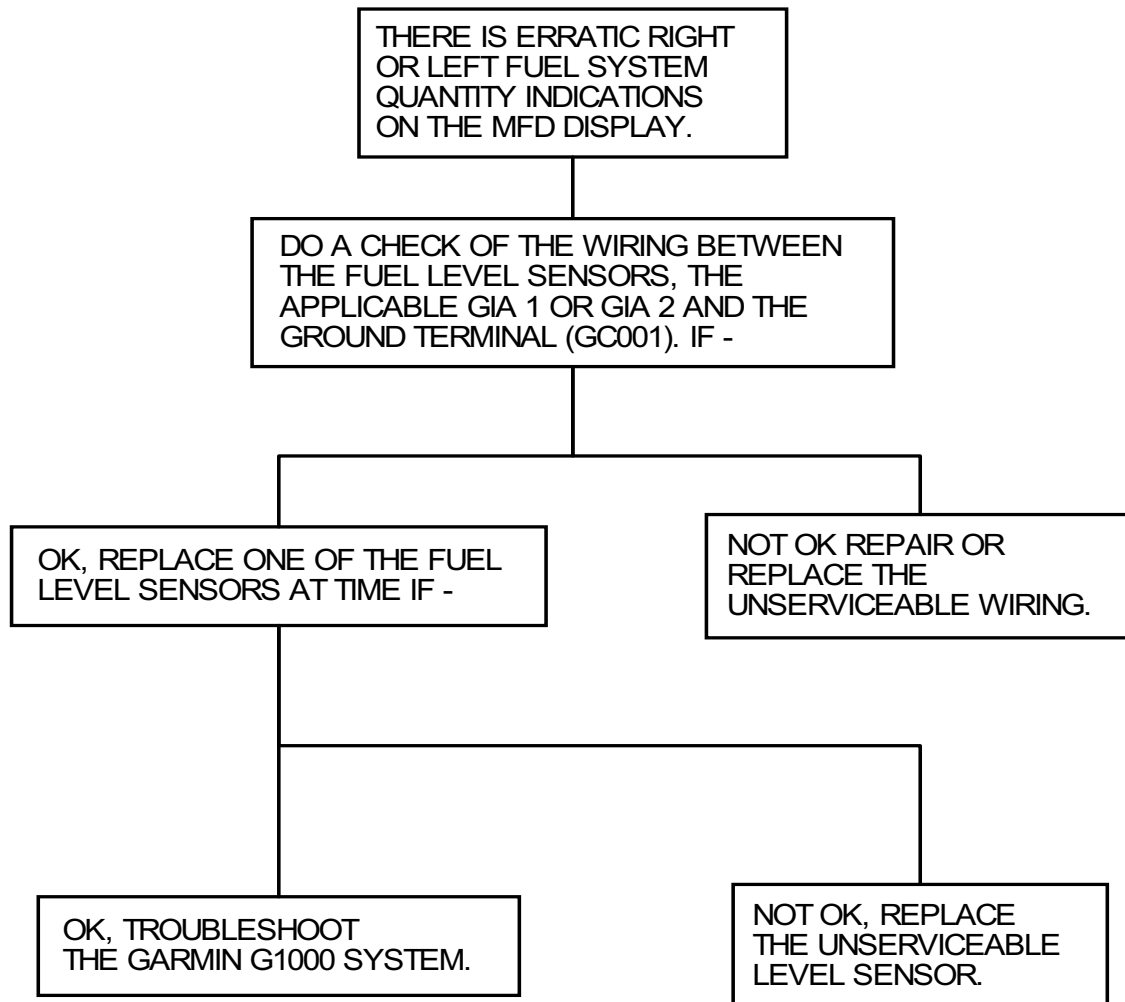 THERE IS ERRATIC RIGHT
OR LEFT FUEL SYSTEM
QUANTITY INDICATIONS
ON THE MFD DISPLAY.
DO A CHECK OF THE WIRING BETWEEN
THE FUEL LEVEL SENSORS, THE
APPLICABLE GIA 1 OR GIA 2 AND THE
GROUND TERMINAL (GC001). IF -
OK, REPLACE ONE OF THE FUEL
LEVEL SENSORS AT TIME IF -
NOT OK REPAIR OR
REPLACE THE
UNSERVICEABLE WIRING.
OK, TROUBLESHOOT
THE GARMIN G1000 SYSTEM.
NOT OK, REPLACE
THE UNSERVICEABLE
LEVEL SENSOR.